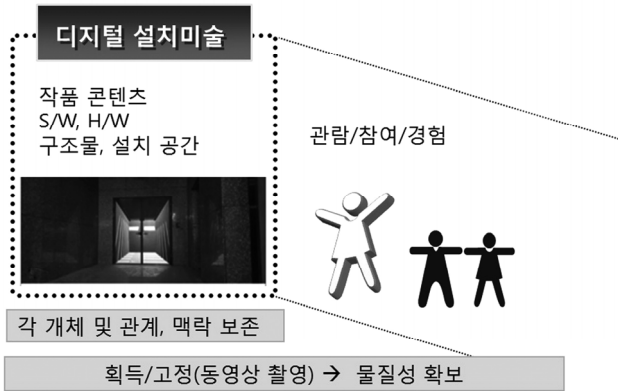 디지털 설치미술
작품 콘텐츠
S/W, H/W
구조물, 설치 공간
관람/참여/경험
각 개체 및 관계, 맥락 보존
획득/고정(동영상 촬영) → 물질성 확보